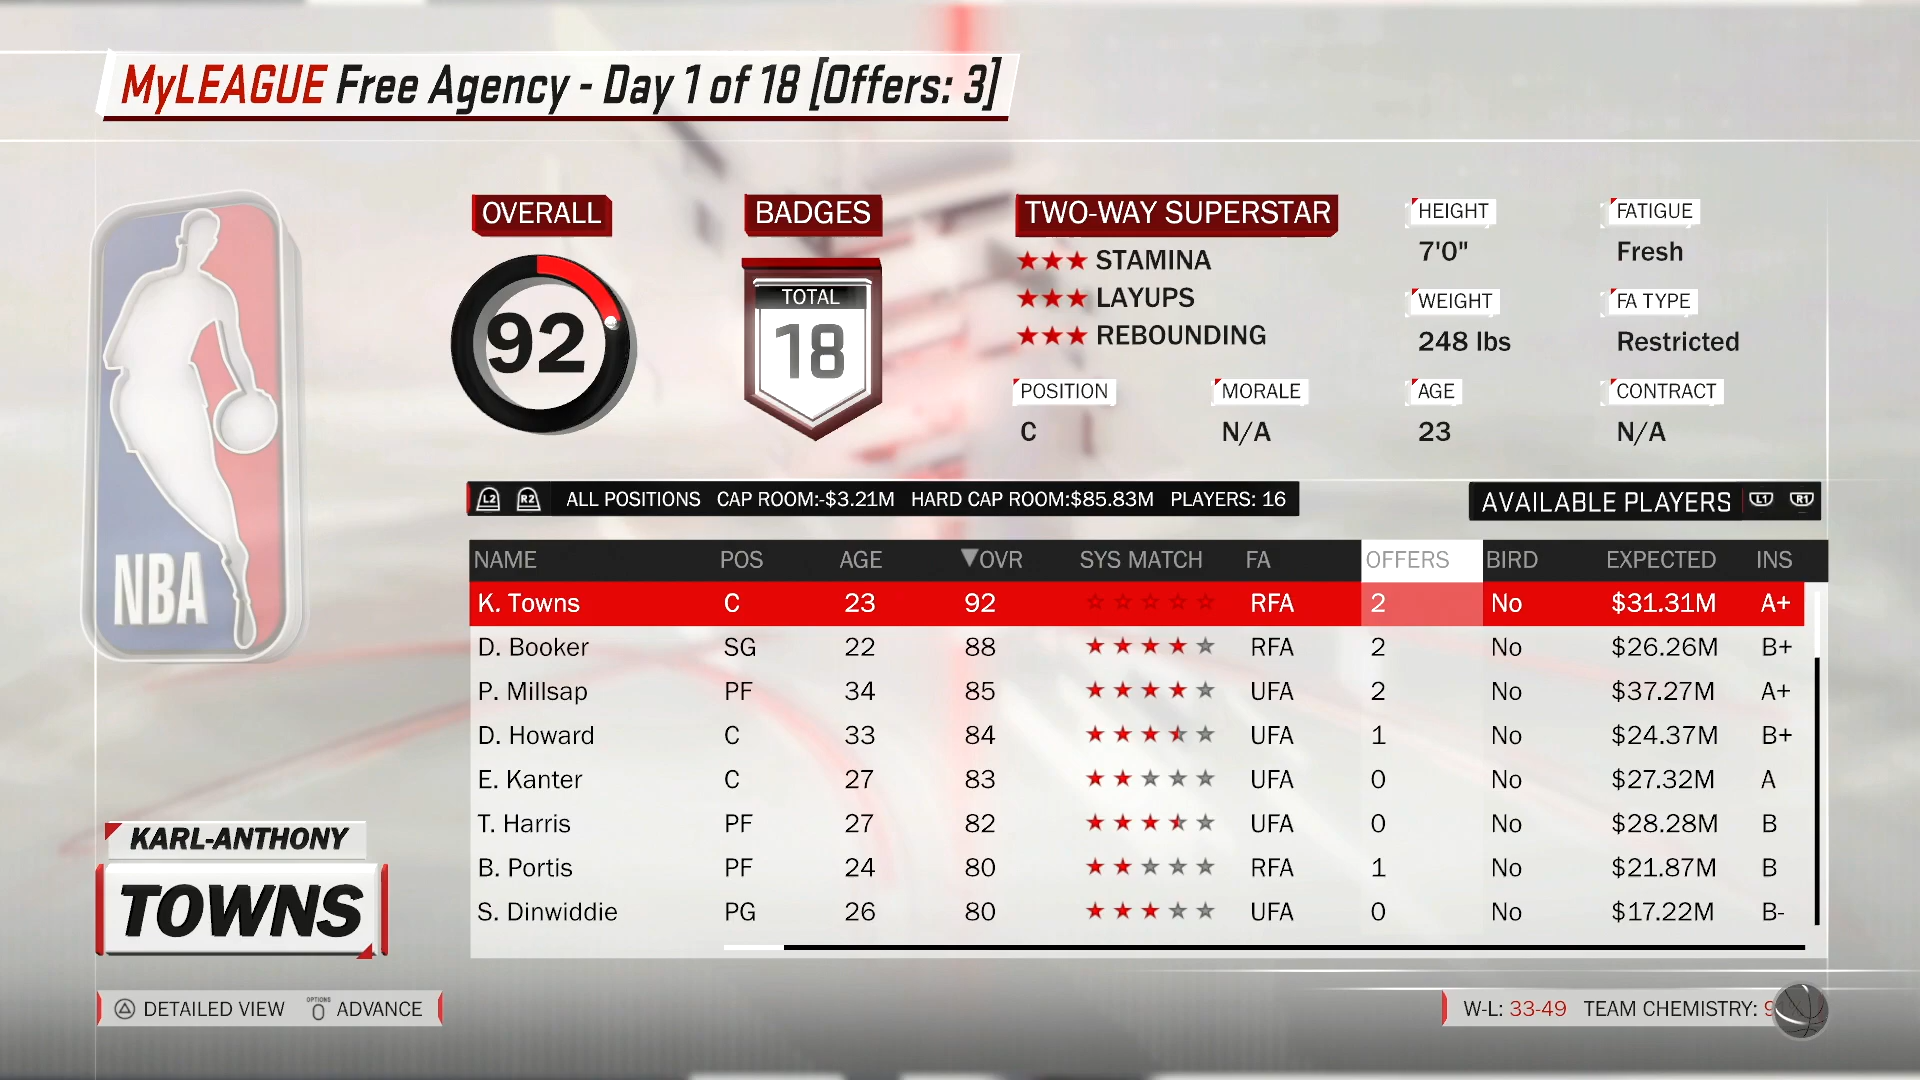 MyLEAGUE Free Agency - Day 1 of 18 [Offers: 3]
OVERALL
92
BADGES
TOTAL
18
TWO-WAY SUPERSTAR
★★★ STAMINA
★★★ LAYUPS
★★★ REBOUNDING
POSITION
C
MORALE
N/A
HEIGHT
7'0"
WEIGHT
248 lbs
AGE
23
FATIGUE
Fresh
FA TYPE
Restricted
CONTRACT
N/A
NBA
L2 R2 ALL POSITIONS CAP ROOM:-$3.21M HARD CAP ROOM:$85.83M PLAYERS: 16
AVAILABLE PLAYERS L1 R1
NAME POS AGE ▼OVR SYS MATCH FA OFFERS BIRD EXPECTED INS
K. Towns C 23 92 RFA 2 No $31.31M A+
D. Booker SG 22 88 RFA 2 No $26.26M B+
P. Millsap PF 34 85 UFA 2 No $37.27M A+
D. Howard C 33 84 UFA 1 No $24.37M B+
E. Kanter C 27 83 UFA 0 No $27.32M A
T. Harris PF 27 82 UFA 0 No $28.28M B
B. Portis PF 24 80 RFA 1 No $21.87M B
S. Dinwiddie PG 26 80 UFA 0 No $17.22M B-
KARL-ANTHONY
TOWNS
DETAILED VIEW OPTIONS ADVANCE
W-L: 33-49 TEAM CHEMISTRY: